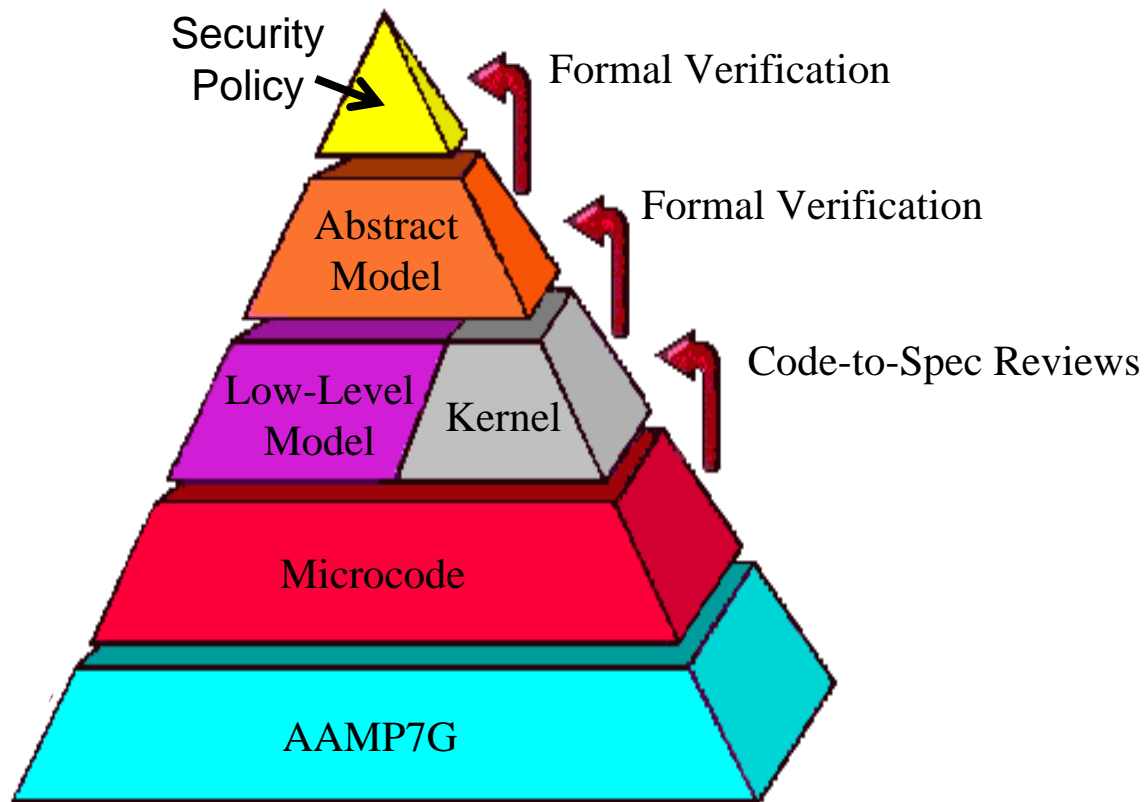 Security
Policy
Formal Verification
Formal Verification
Abstract
Model
Code-to-Spec Reviews
Low-Level
Model
Kernel
Microcode
AAMP7G